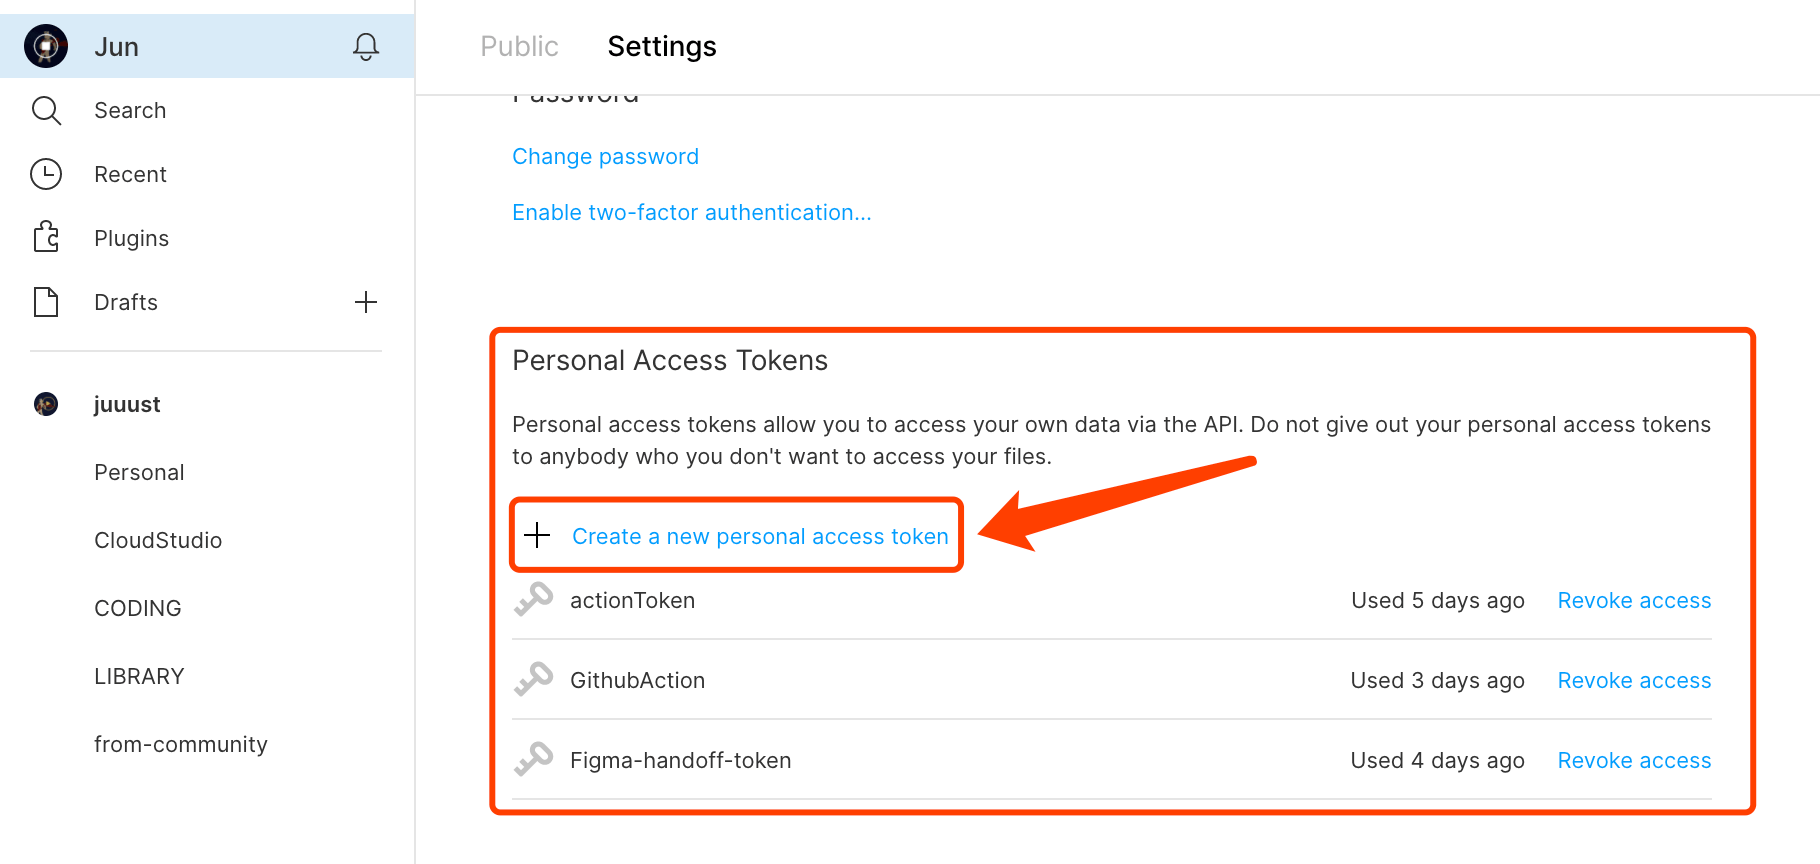 Jun
Search
Recent
Plugins
Drafts
juuust
Personal
CloudStudio
CODING
LIBRARY
from-community
Public Settings
Password
Change password
Enable two-factor authentication...
Personal Access Tokens
Personal access tokens allow you to access your own data via the API. Do not give out your personal access tokens
to anybody who you don't want to access your files.
Create a new personal access token
actionToken Used 5 days ago Revoke access
GithubAction Used 3 days ago Revoke access
Figma-handoff-token Used 4 days ago Revoke access